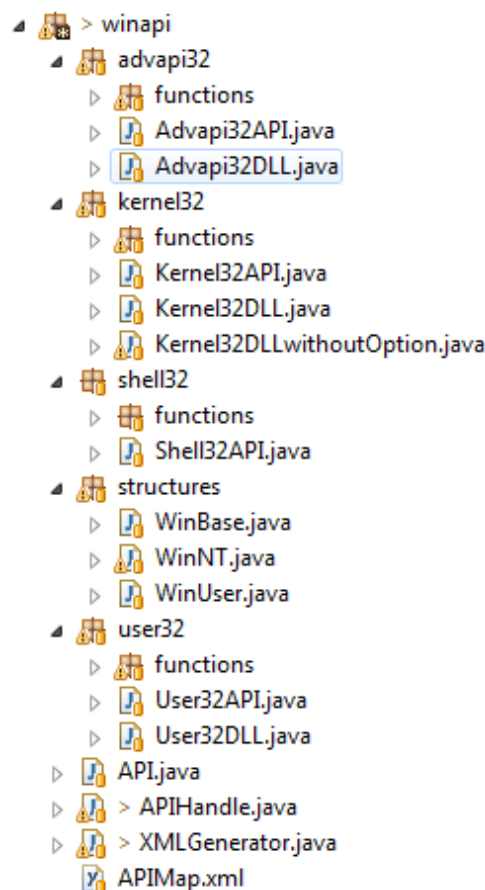 > winapi
advapi32
functions
Advapi32API.java
Advapi32DLL.java
kernel32
functions
Kernel32API.java
Kernel32DLL.java
Kernel32DLLwithoutOption.java
shell32
functions
Shell32API.java
structures
WinBase.java
WinNT.java
WinUser.java
user32
functions
User32API.java
User32DLL.java
API.java
> APIHandle.java
> XMLGenerator.java
APIMap.xml